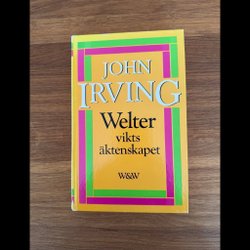 JOHN
IRVING
Welter
vikts
äktenskapet
W&W